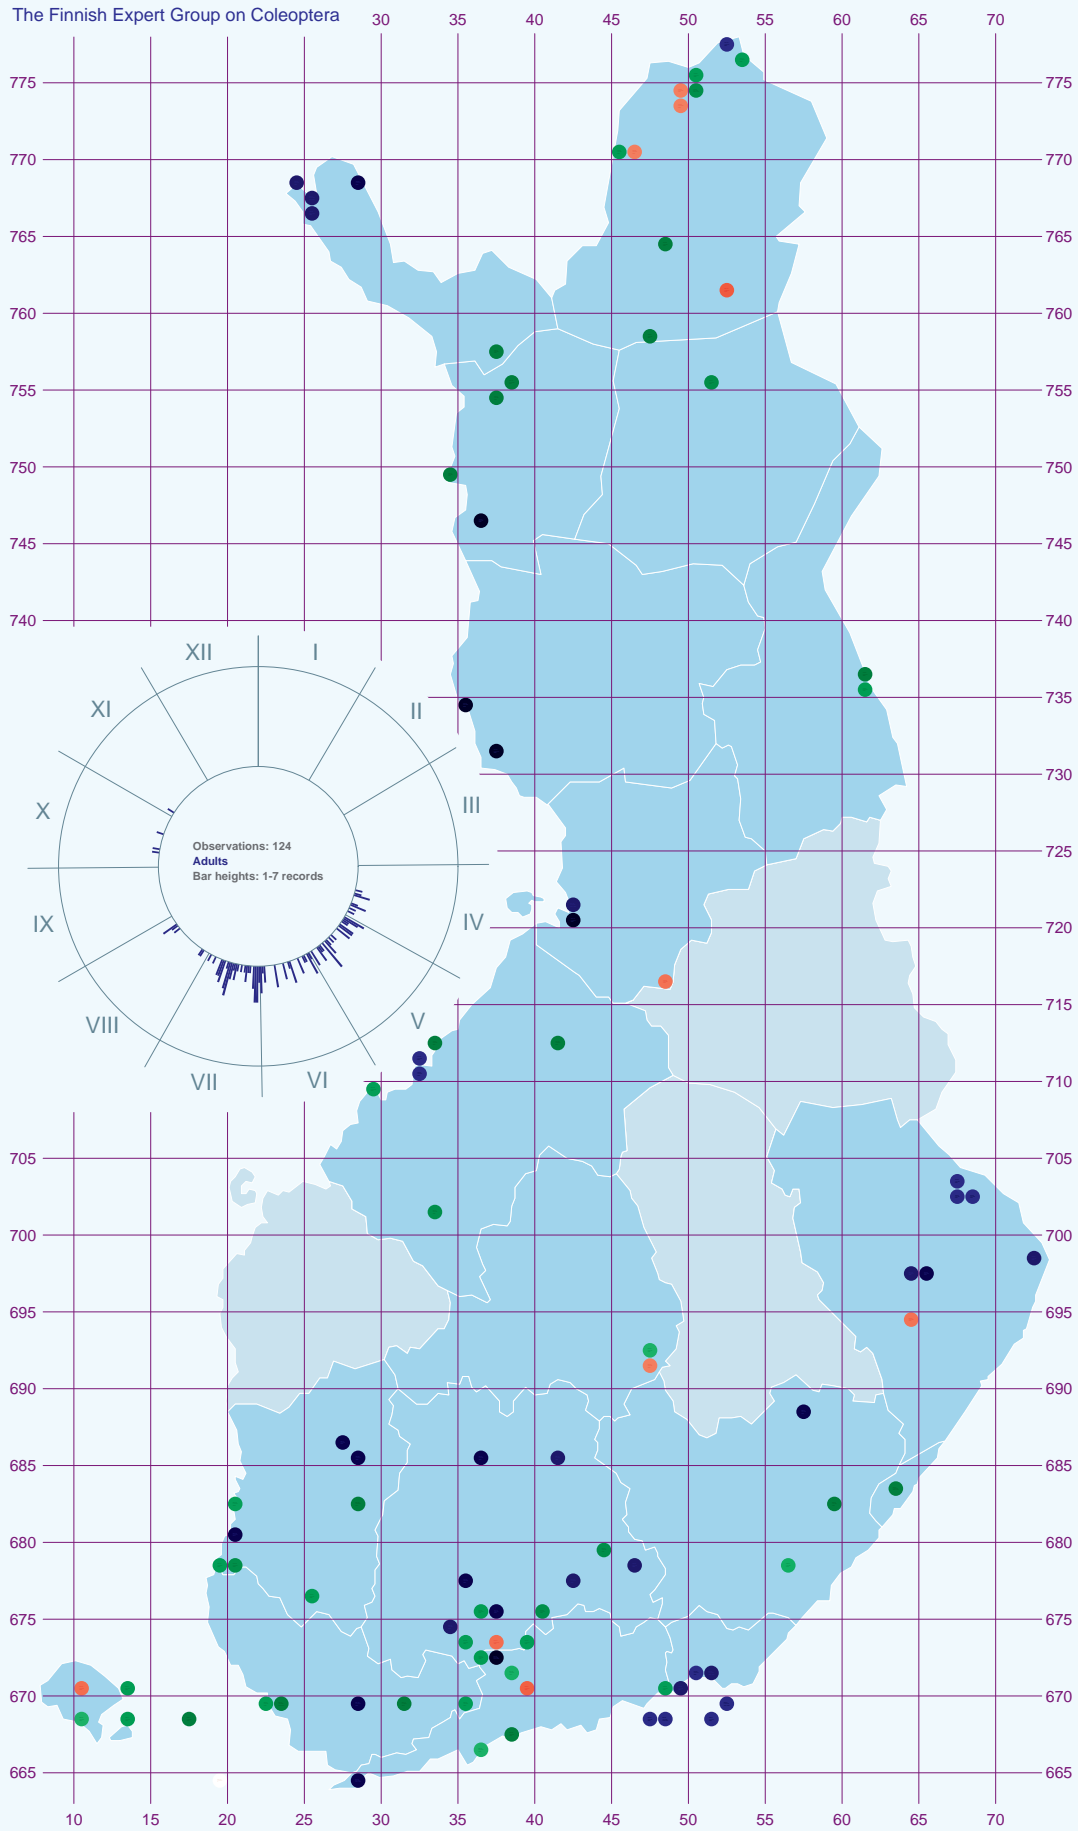 The Finnish Expert Group on Coleoptera
30 35 40 45 50 55 60 65 70
775 775
770 770
765 765
760 760
755 755
750 750
745 745
740 740
XII I
XI II
735
730
X III
Observations: 124
Adults
Bar heights: 1-7 records
725
IX IV
720
715
VIII V
VII VI
710
705 705
700 700
695 695
690 690
685 685
680 680
675 675
670 670
665 665
10 15 20 25 30 35 40 45 50 55 60 65 70